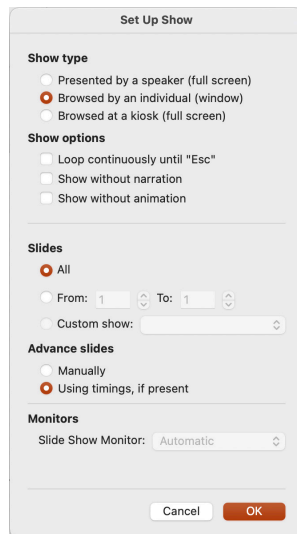 Set Up Show
Show type
Presented by a speaker (full screen)
Browsed by an individual (window)
Browsed at a kiosk (full screen)
Show options
Loop continuously until "Esc"
Show without narration
Show without animation
Slides
All
From: 1 To: 1
Custom show:
Advance slides
Manually
Using timings, if present
Monitors
Slide Show Monitor: Automatic
Cancel OK